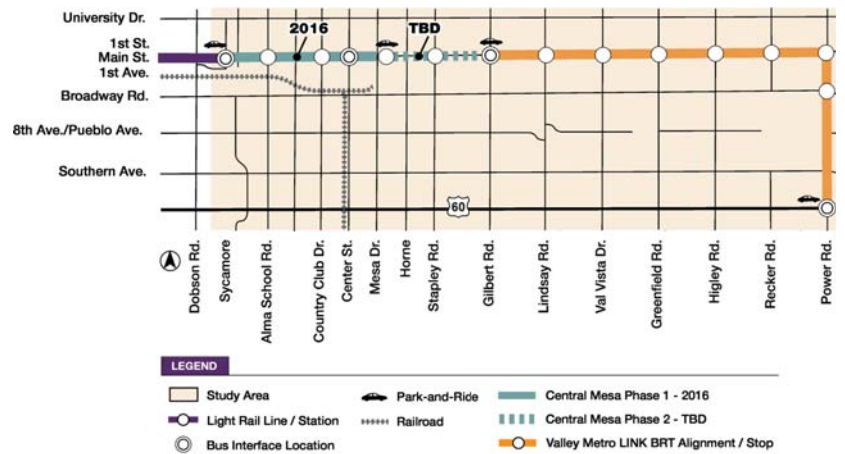 University Dr.
2016
TBD
1st St.
Main St.
1st Ave.
Broadway Rd.
8th Ave./Pueblo Ave.
Southern Ave.
60
Dobson Rd.
Sycamore
Alma School Rd.
Country Club Dr.
Center St.
Mesa Dr.
Horne
Stapley Rd.
Gilbert Rd.
Lindsay Rd.
Val Vista Dr.
Greenfield Rd.
Higley Rd.
Recker Rd.
Power Rd.
LEGEND
Study Area
Park-and-Ride
Central Mesa Phase 1 - 2016
Light Rail Line / Station
Railroad
Central Mesa Phase 2 - TBD
Bus Interface Location
Valley Metro LINK BRT Alignment / Stop